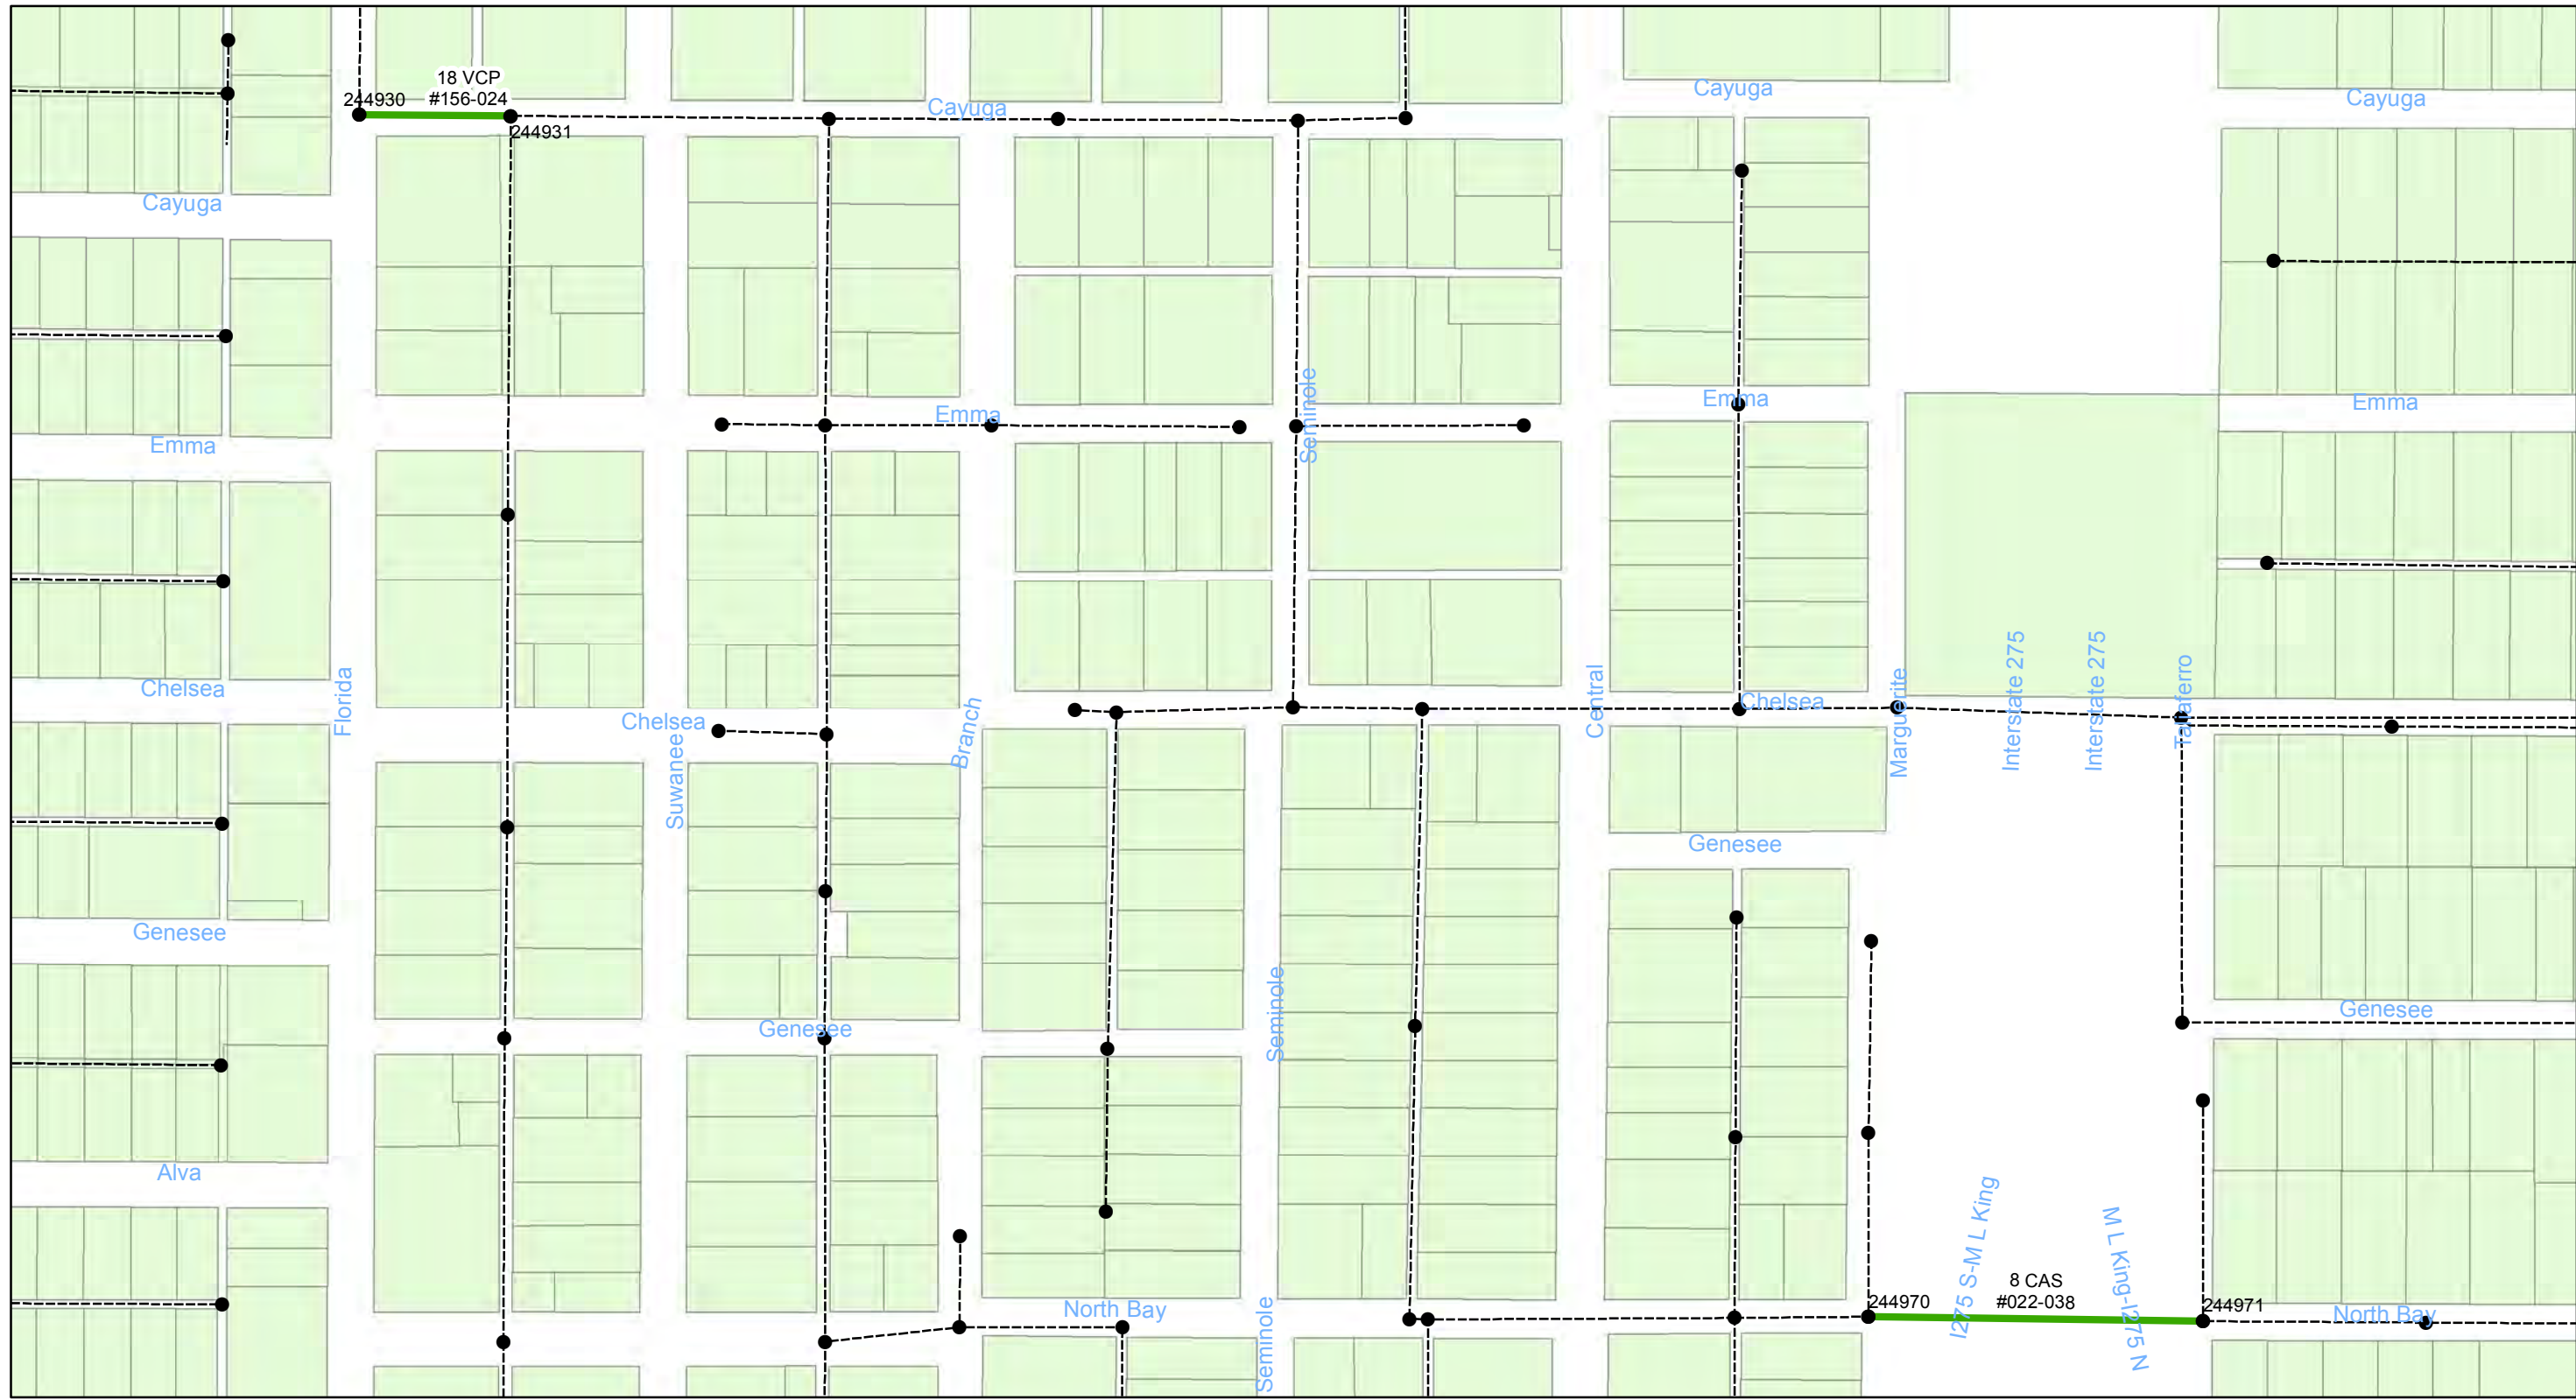 18 VCP
#156-024
244930
244931
Cayuga
Cayuga
Cayuga
Cayuga
Emma
Emma
Emma
Emma
Seminole
Chelsea
Florida
Chelsea
Suwanee
Branch
Central
Chelsea
Marguerite
Interstate 275
Interstate 275
Taliaferro
Genesee
Genesee
Genesee
Genesee
Seminole
Alva
North Bay
Seminole
244970
I275 S-M L King
8 CAS
#022-038
M L King-I275 N
244971
North Bay